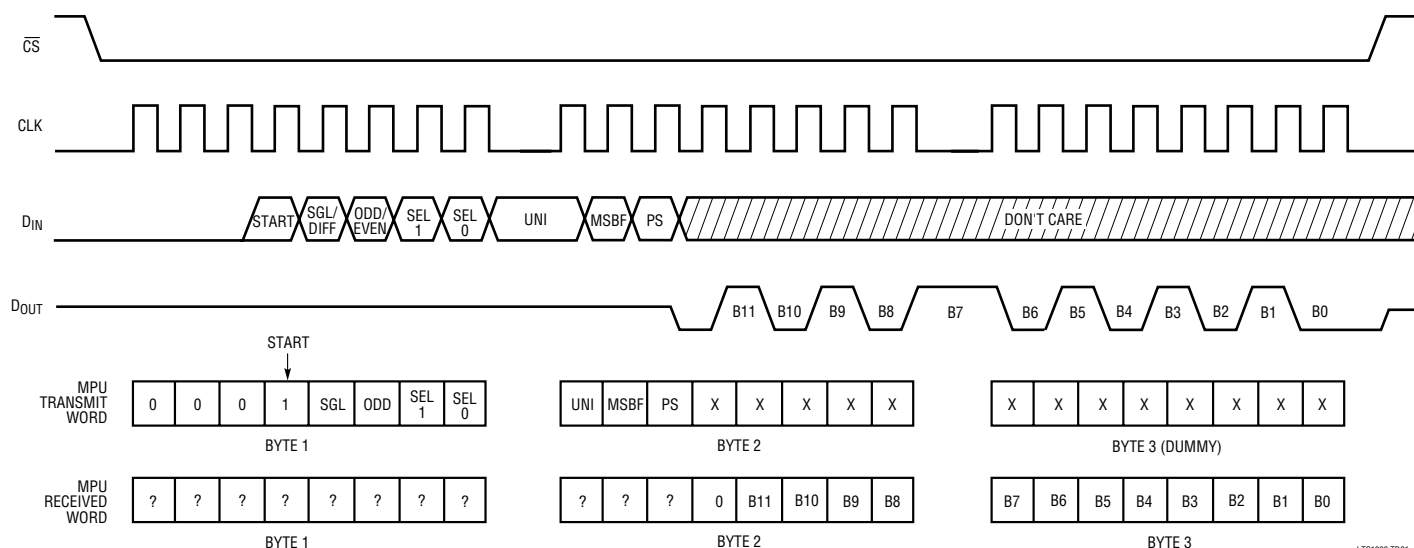 CS
CLK
DIN
START SGL/DIFF ODD/EVEN SEL 1 SEL 0 UNI MSBF PS DON'T CARE
DOUT
B11 B10 B9 B8 B7 B6 B5 B4 B3 B2 B1 B0
START
MPU TRANSMIT WORD
0 0 0 1 SGL ODD SEL 1 SEL 0
UNI MSBF PS X X X X X
X X X X X X X X
BYTE 1
BYTE 2
BYTE 3 (DUMMY)
MPU RECEIVED WORD
? ? ? ? ? ? ? ?
? ? ? 0 B11 B10 B9 B8
B7 B6 B5 B4 B3 B2 B1 B0
BYTE 1
BYTE 2
BYTE 3